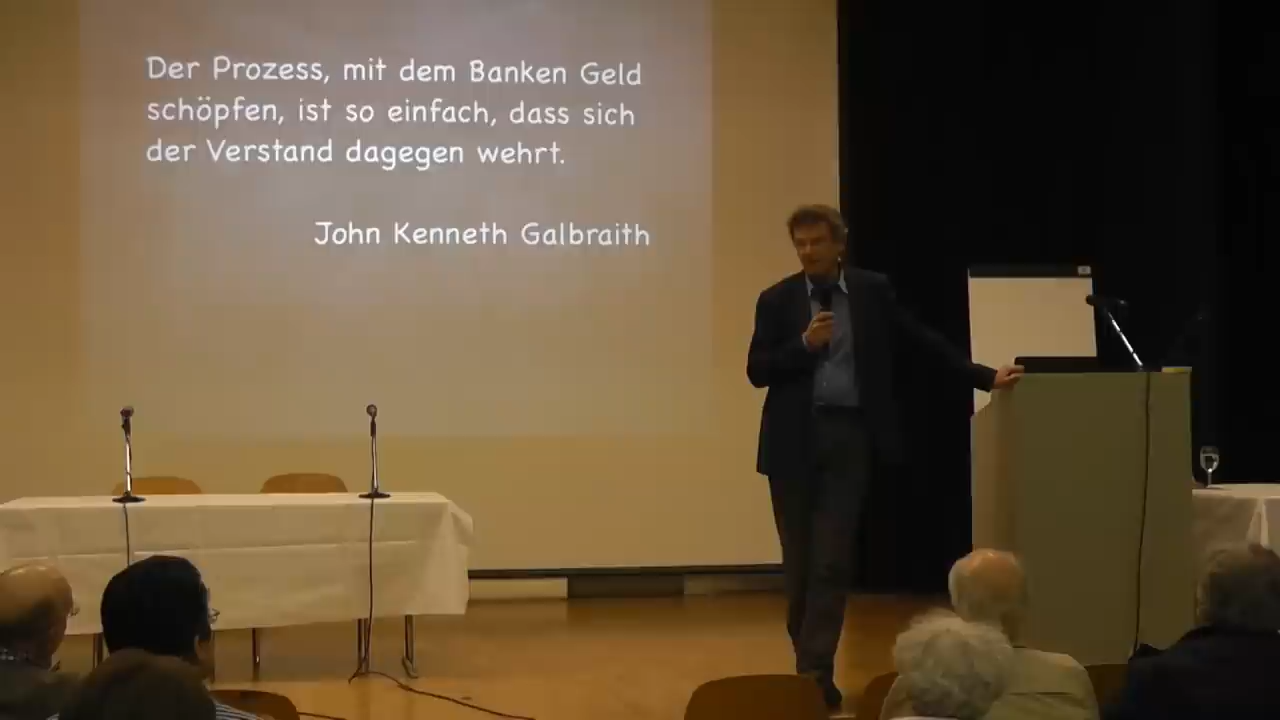 Der Prozess, mit dem Banken Geld
schöpfen, ist so einfach, dass sich
der Verstand dagegen wehrt.
John Kenneth Galbraith